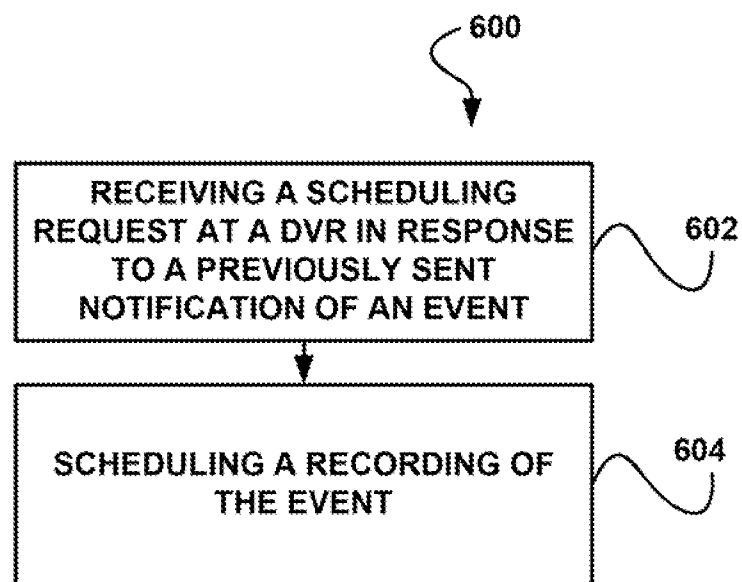 600
RECEIVING A SCHEDULING
REQUEST AT A DVR IN RESPONSE
TO A PREVIOUSLY SENT
NOTIFICATION OF AN EVENT
602
SCHEDULING A RECORDING OF
THE EVENT
604